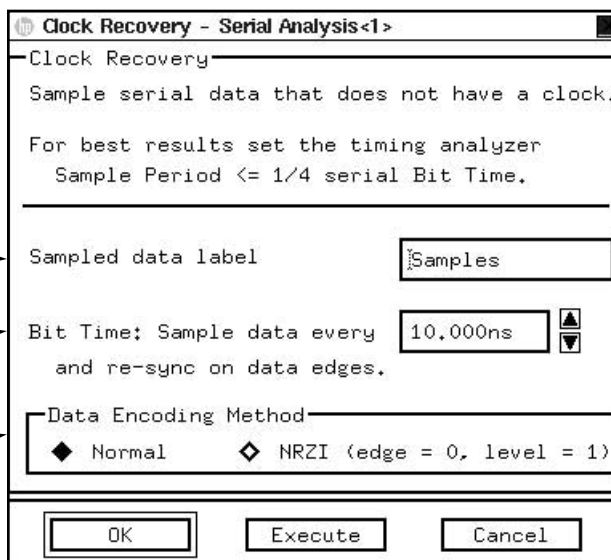 hp Clock Recovery - Serial Analysis<1>
Clock Recovery
Sample serial data that does not have a clock.
For best results set the timing analyzer
Sample Period <= 1/4 serial Bit Time.
Sampled data label Samples
Bit Time: Sample data every 10.000ns
and re-sync on data edges.
Data Encoding Method
Normal NRZI (edge = 0, level = 1)
OK Execute Cancel